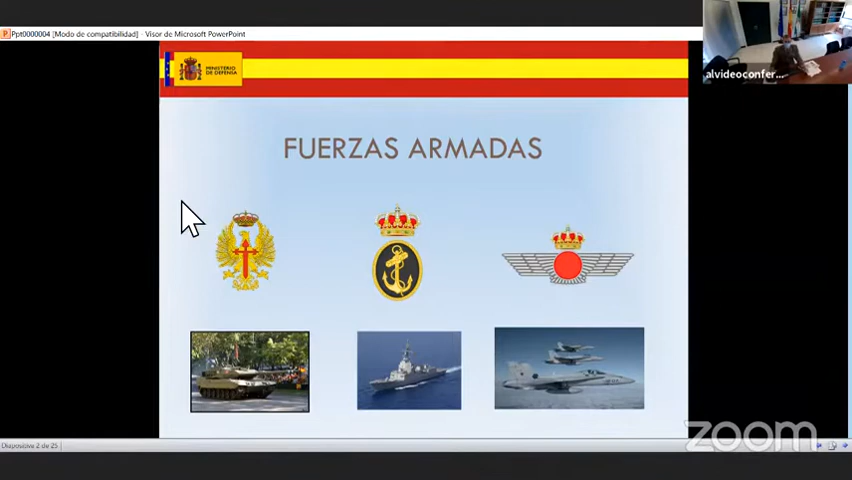 Ppt0000004 [Modo de compatibilidad] - Visor de Microsoft PowerPoint
alvideoconfer...
MINISTERIO
DE DEFENSA
FUERZAS ARMADAS
Diapositiva 2 de 25
zoom